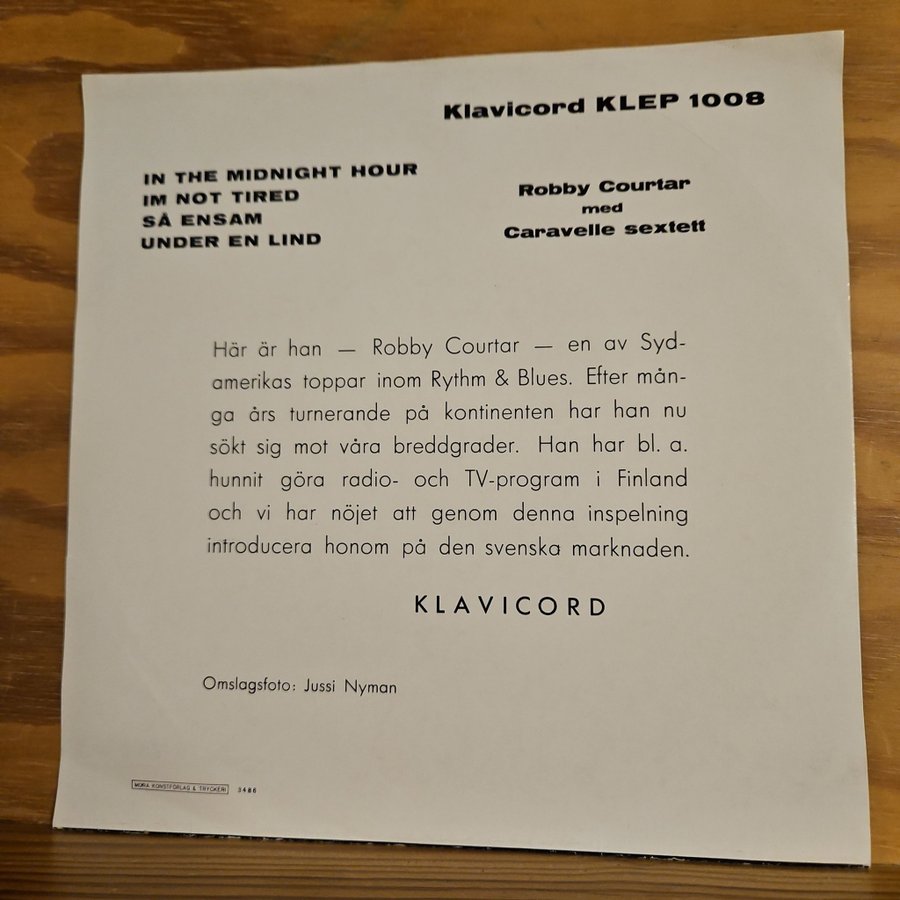 Klavicord KLEP 1008
IN THE MIDNIGHT HOUR
IM NOT TIRED
SÅ ENSAM
UNDER EN LIND
Robby Courtar
med
Caravelle sextett
Här är han — Robby Courtar — en av Syd-
amerikas toppar inom Rythm & Blues. Efter mån-
ga års turnerande på kontinenten har han nu
sökt sig mot våra breddgrader. Han har bl. a.
hunnit göra radio- och TV-program i Finland
och vi har nöjet att genom denna inspelning
introducera honom på den svenska marknaden.
KLAVICORD
Omslagsfoto: Jussi Nyman
MORA KONSTFÖRLAG & TRYCKERI 3486